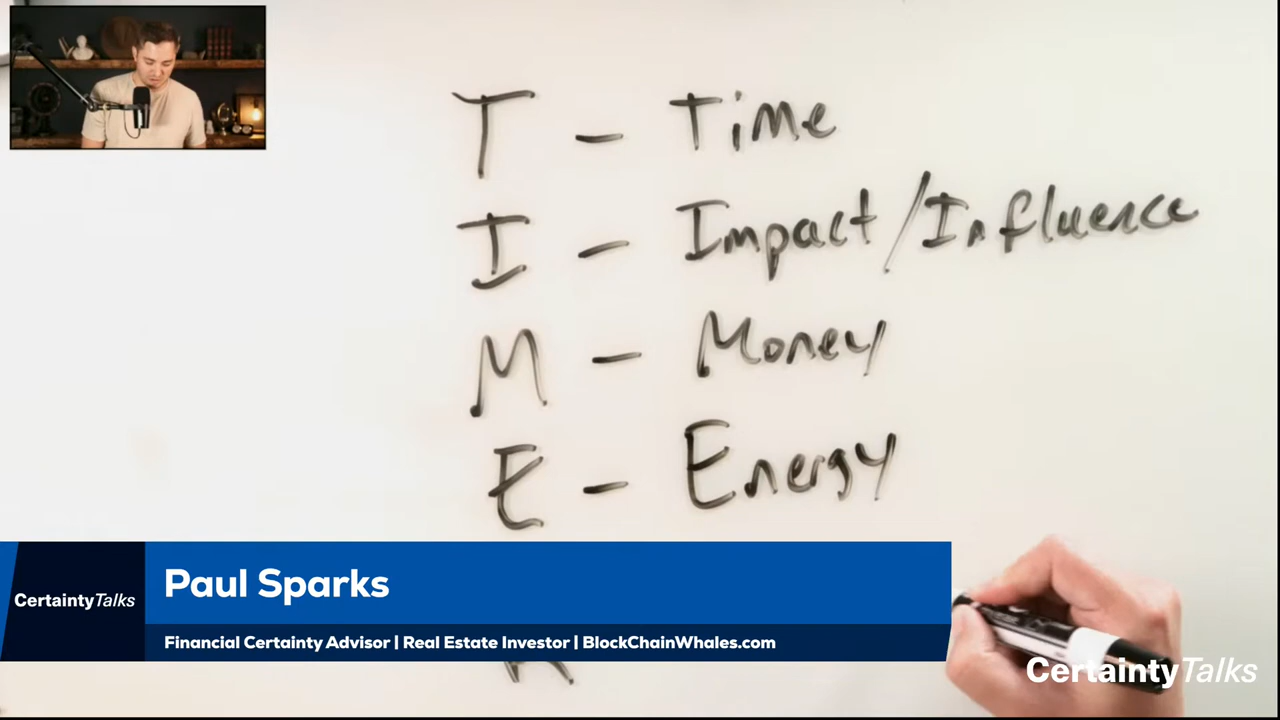 T - Time
I - Impact/Influence
M - Money
E - Energy
Paul Sparks
CertaintyTalks
Financial Certainty Advisor | Real Estate Investor | BlockChainWhales.com
CertaintyTalks